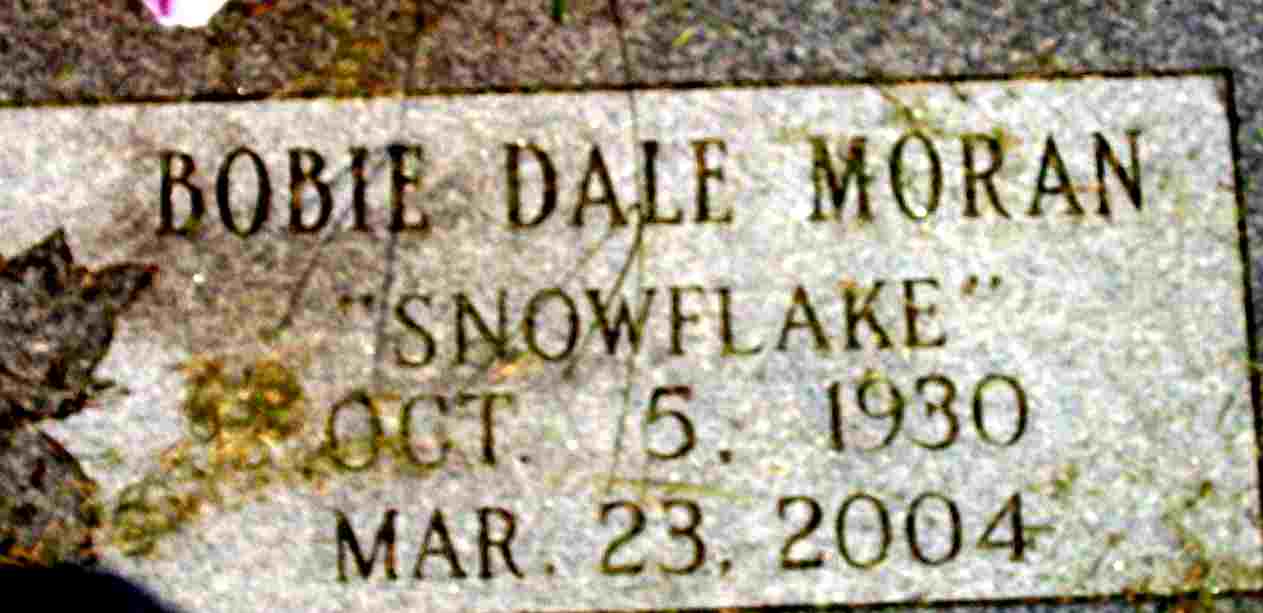 BOBIE DALE MORAN
"SNOWFLAKE"
OCT. 5, 1930
MAR. 23, 2004